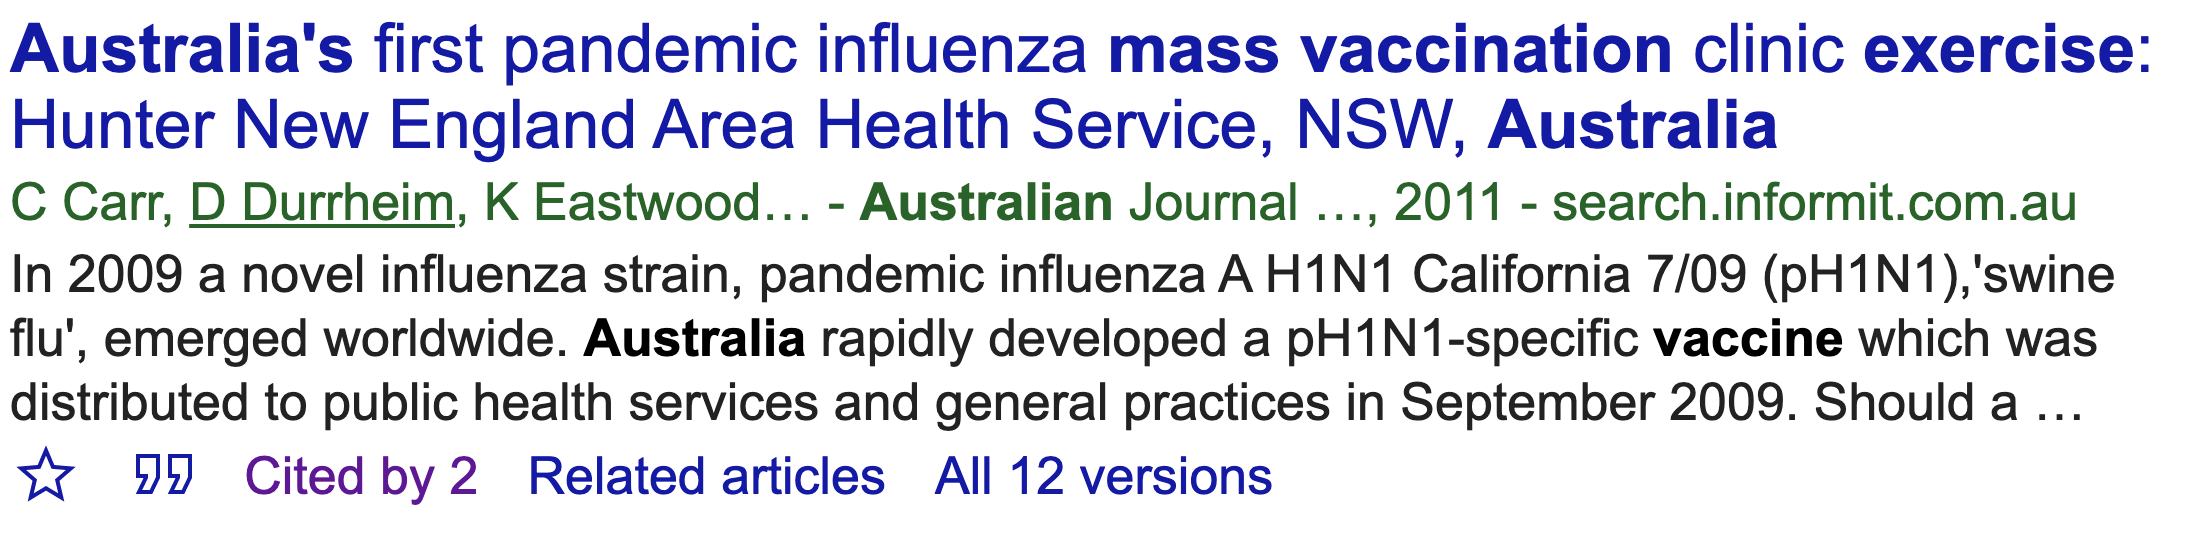 Australia's first pandemic influenza mass vaccination clinic exercise:
Hunter New England Area Health Service, NSW, Australia
C Carr, D Durrheim, K Eastwood… - Australian Journal …, 2011 - search.informit.com.au
In 2009 a novel influenza strain, pandemic influenza A H1N1 California 7/09 (pH1N1),'swine
flu', emerged worldwide. Australia rapidly developed a pH1N1-specific vaccine which was
distributed to public health services and general practices in September 2009. Should a …
Cited by 2 Related articles All 12 versions